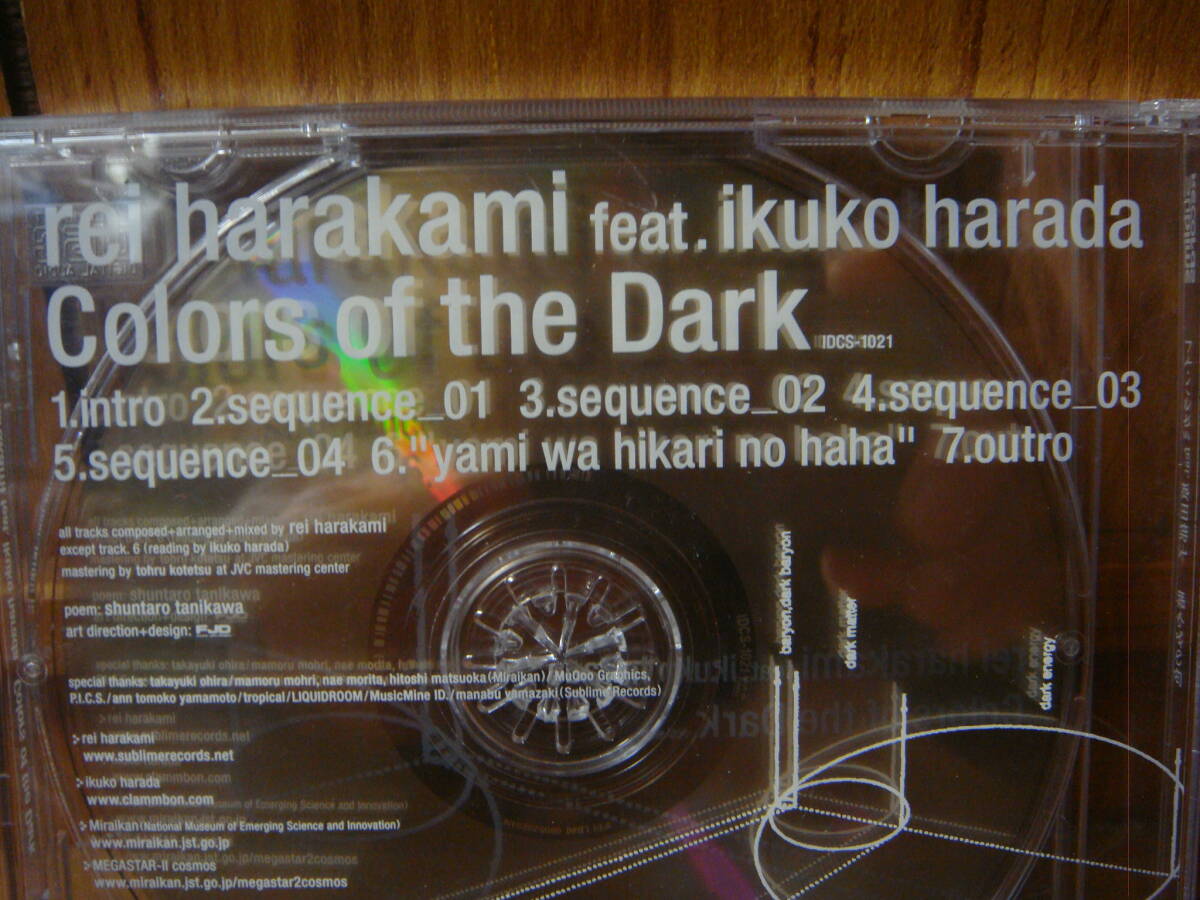 rei harakami feat. ikuko harada
Colors of the Dark IDCS-1021
1.intro 2.sequence_01 3.sequence_02 4.sequence_03
5.sequence_04 6."yami wa hikari no haha" 7.outro
all tracks composed+arranged+mixed by rei harakami
except track. 6 (reading by ikuko harada)
mastering by tohru kotetsu at JVC mastering center
poem: shuntaro tanikawa
art direction+design: FJD
special thanks: takayuki ohira/mamoru mohri, nae morita, hitoshi matsuoka(Miraikan)/MuQoo Graphics,
P.I.C.S./ann tomoko yamamoto/tropical/LIQUIDROOM/MusicMine ID./manabu yamazaki(Sublime Records)
> rei harakami
www.sublimerecords.net
> ikuko harada
www.clammbon.com
> Miraikan(National Museum of Emerging Science and Innovation)
www.miraikan.jst.go.jp
> MEGASTAR-II cosmos
www.miraikan.jst.go.jp/megastar2cosmos
baryon,dark baryon
dark matter
dark energy